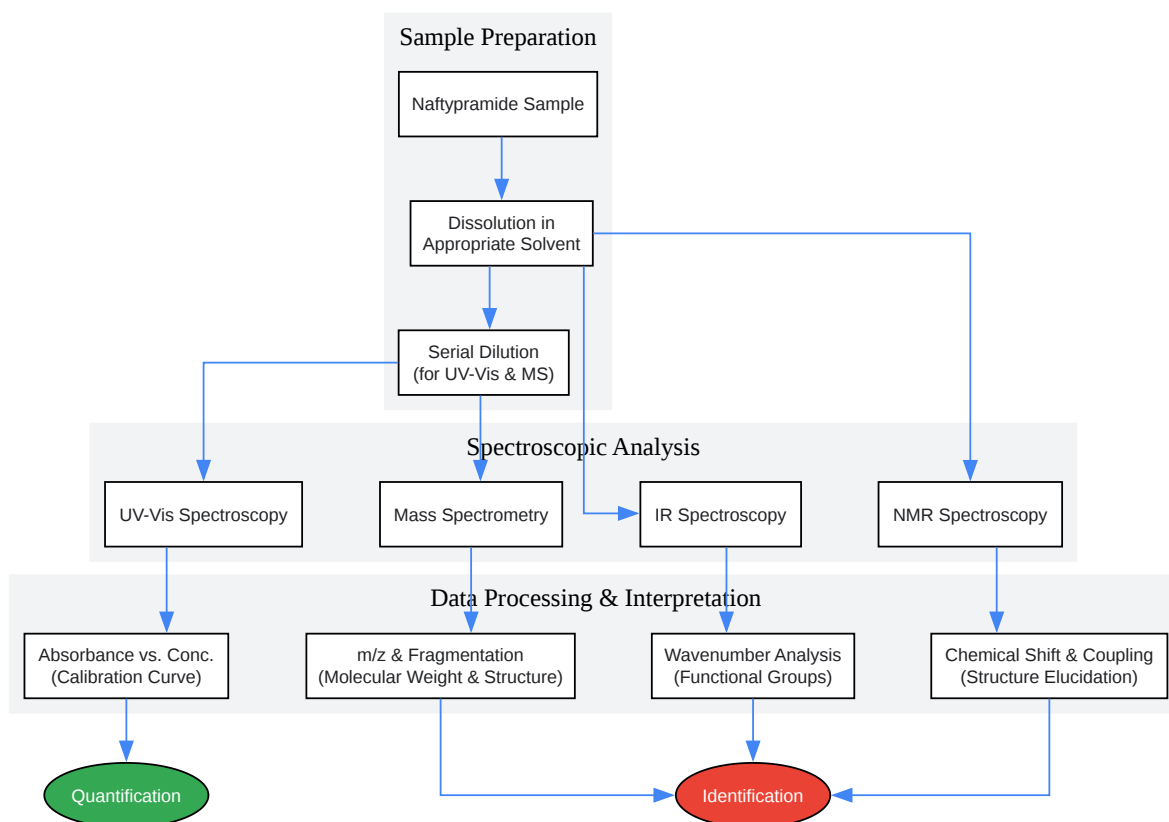 Sample Preparation
Naftypramide Sample
Dissolution in
Appropriate Solvent
Serial Dilution
(for UV-Vis & MS)
Spectroscopic Analysis
UV-Vis Spectroscopy
Mass Spectrometry
IR Spectroscopy
NMR Spectroscopy
Data Processing & Interpretation
Absorbance vs. Conc.
(Calibration Curve)
m/z & Fragmentation
(Molecular Weight & Structure)
Wavenumber Analysis
(Functional Groups)
Chemical Shift & Coupling
(Structure Elucidation)
Quantification
Identification